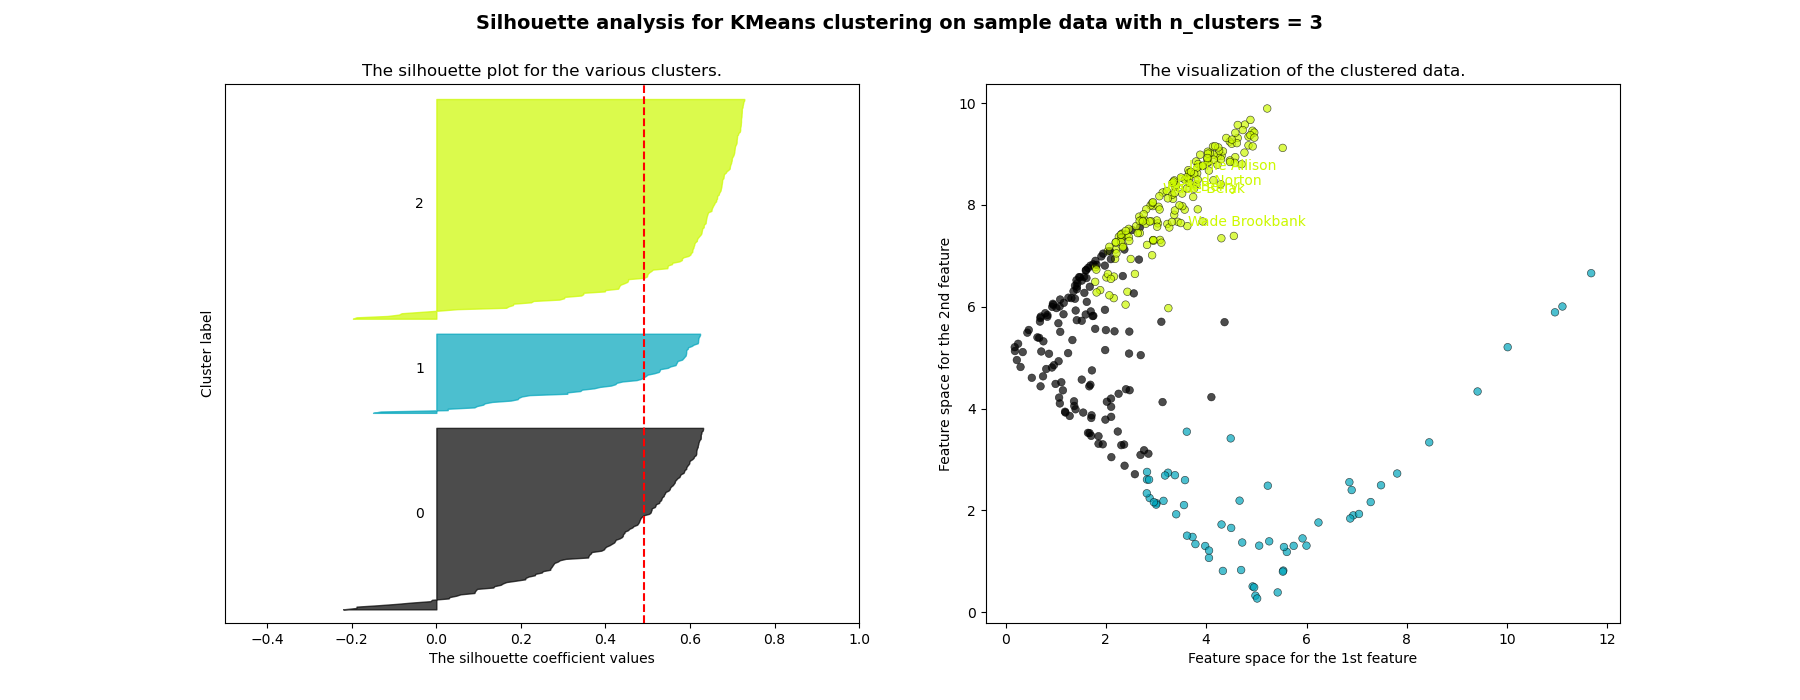 Silhouette analysis for KMeans clustering on sample data with n_clusters = 3
The silhouette plot for the various clusters.
2
1
0
Cluster label
−0.4 −0.2 0.0 0.2 0.4 0.6 0.8 1.0
The silhouette coefficient values
The visualization of the clustered data.
10
8
6
4
2
0
Feature space for the 2nd feature
Allison
Norton
Belak
Wade Brookbank
0 2 4 6 8 10 12
Feature space for the 1st feature